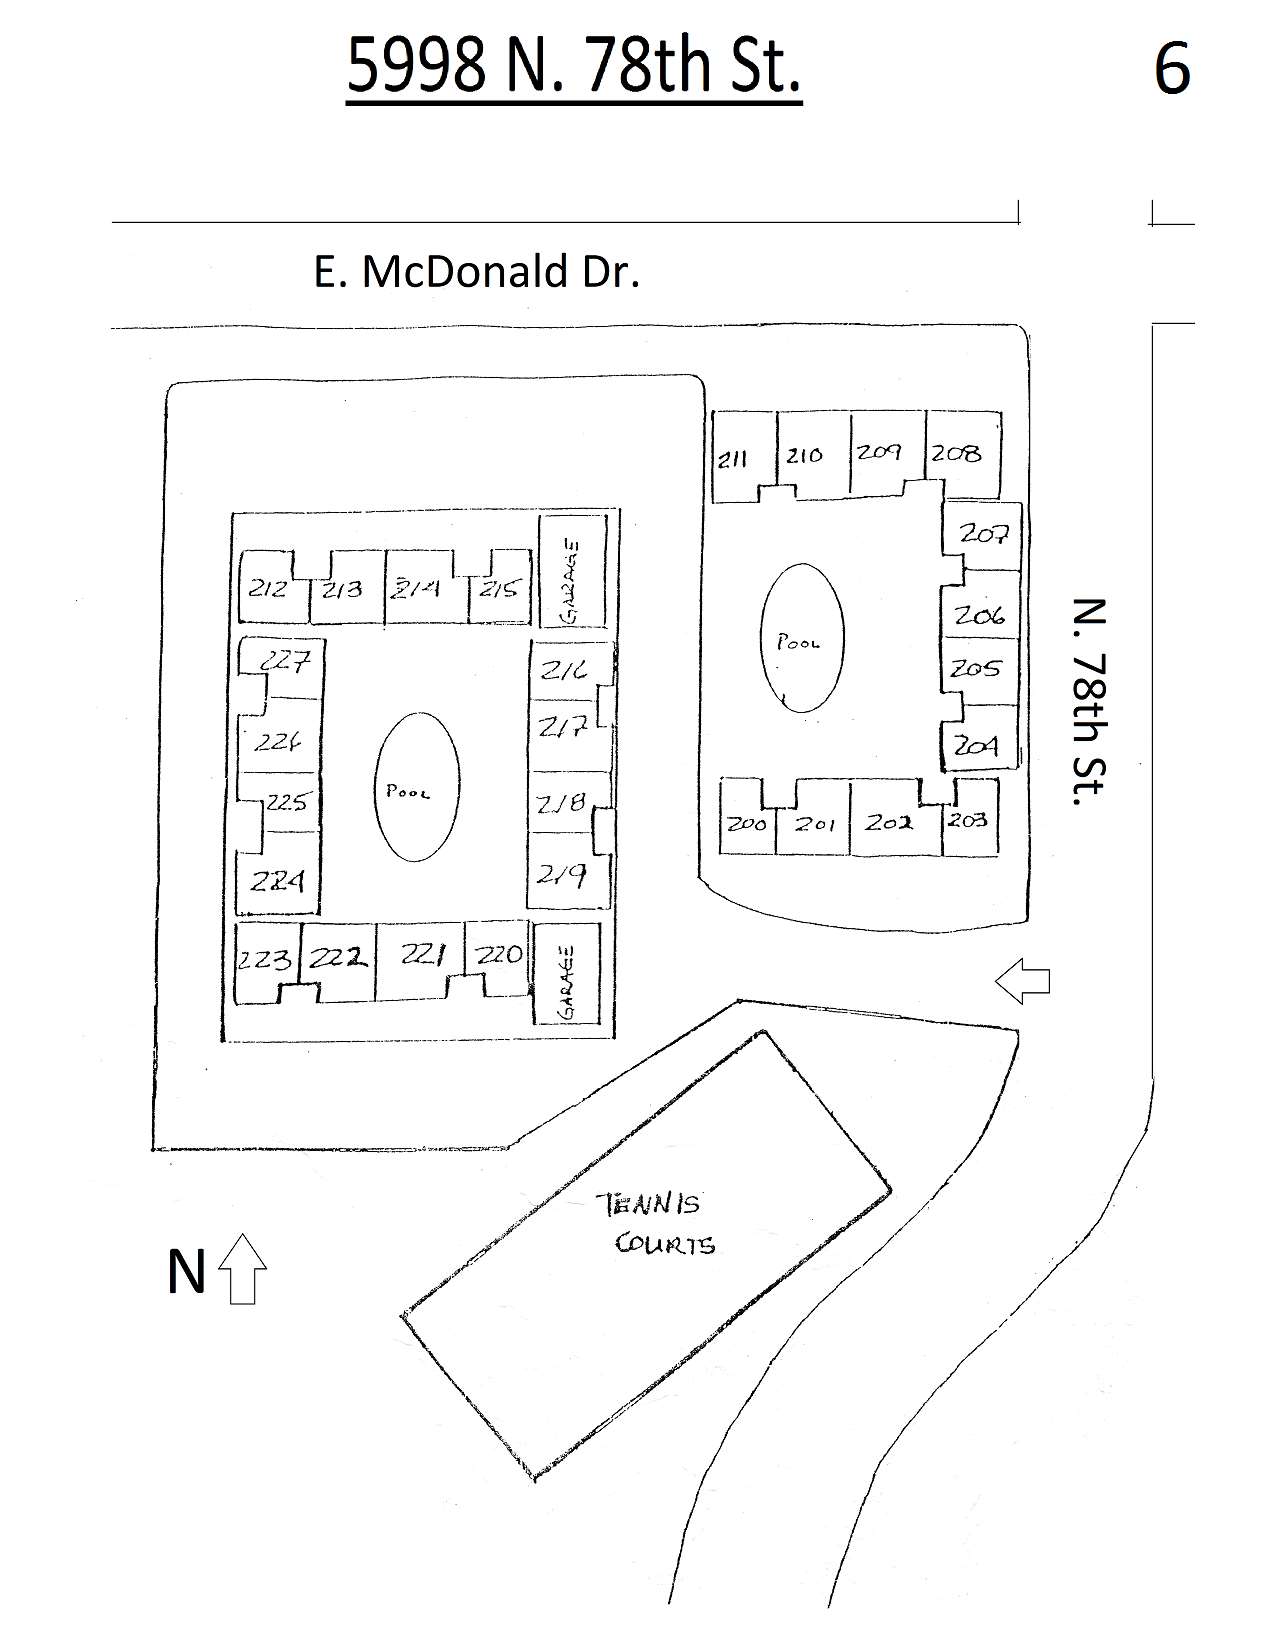 5998 N. 78th St.
6
E. McDonald Dr.
211 210 209 208
207
206
205
204
POOL
200 201 202 203
N. 78th St.
212 213 214 215
GARAGE
227
226
225
224
216
217
218
219
POOL
223 222 221 220
GARAGE
TENNIS
COURTS
N